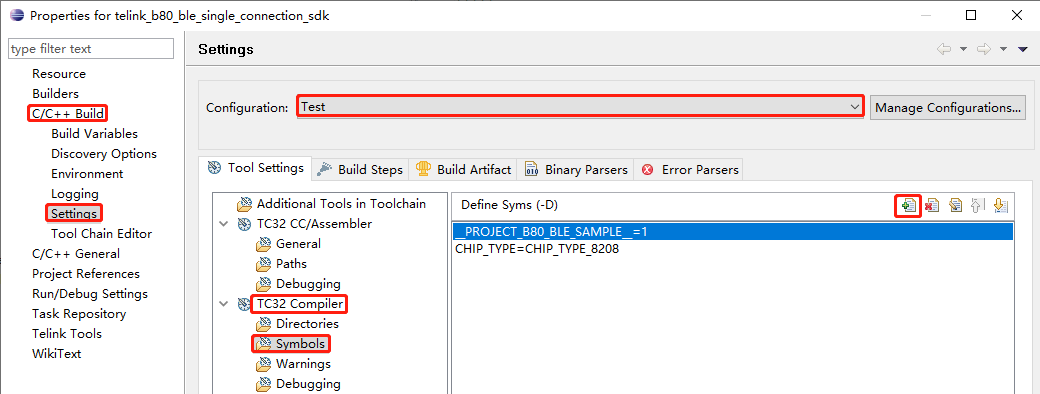 Properties for telink_b80_ble_single_connection_sdk
type filter text
Resource
Builders
C/C++ Build
Build Variables
Discovery Options
Environment
Logging
Settings
Tool Chain Editor
C/C++ General
Project References
Run/Debug Settings
Task Repository
Telink Tools
WikiText
Settings
Configuration: Test Manage Configurations...
Tool Settings Build Steps Build Artifact Binary Parsers Error Parsers
Additional Tools in Toolchain
TC32 CC/Assembler
General
Paths
Debugging
TC32 Compiler
Directories
Symbols
Warnings
Debugging
Define Syms (-D)
__PROJECT_B80_BLE_SAMPLE__=1
CHIP_TYPE=CHIP_TYPE_8208